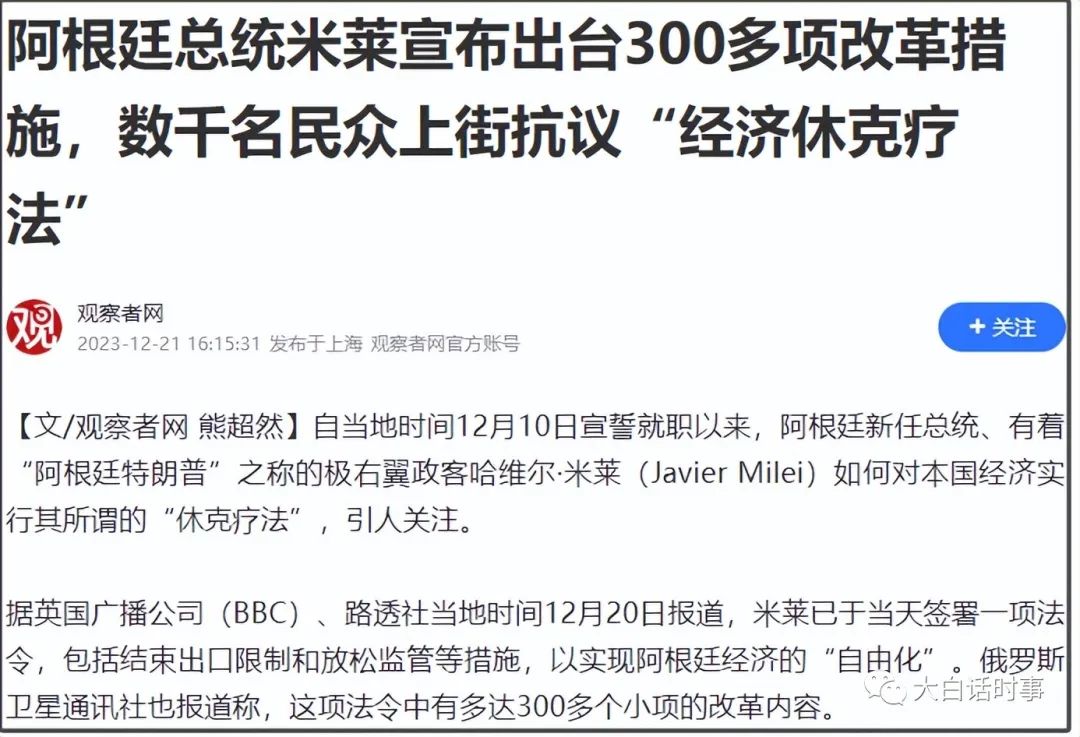 阿根廷总统米莱宣布出台300多项改革措
施，数千名民众上街抗议“经济休克疗
法”
观
观察者网
2023-12-21 16:15:31 发布于上海 观察者网官方账号
+ 关注
【文/观察者网 熊超然】自当地时间12月10日宣誓就职以来，阿根廷新任总统、有着
“阿根廷特朗普”之称的极右翼政客哈维尔·米莱（Javier Milei）如何对本国经济实
行其所谓的“休克疗法”，引人关注。
据英国广播公司（BBC）、路透社当地时间12月20日报道，米莱已于当天签署一项法
令，包括结束出口限制和放松监管等措施，以实现阿根廷经济的“自由化”。俄罗斯
卫星通讯社也报道称，这项法令中有多达300多个小项的改革内容。
大白话时事